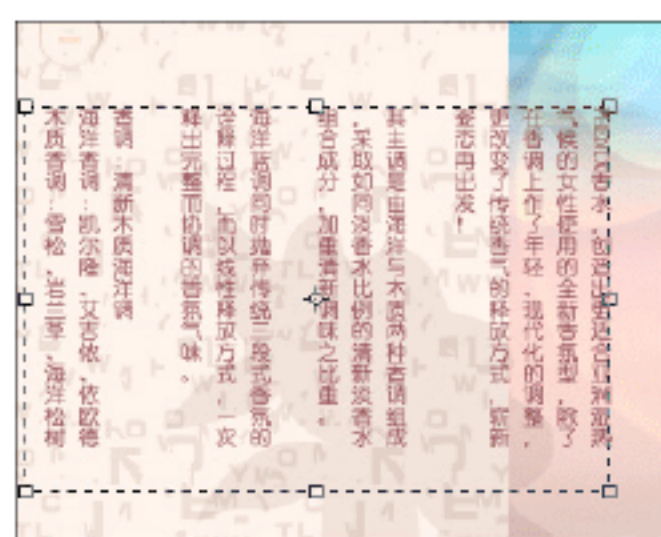 香水，创造出更适合亚洲潮湿
气候的女性使用的全新香氛型，除了
在香调上作了年轻、现代化的调整，
更改变了传统香气的释放方式，崭新
姿态再出发！
其主调是由海洋与木质两种香调组成
，采取如同淡香水比例的清新淡香水
组合成分，加重清新调味之比重。
海洋蓝调同时抛弃传统三段式香氛的
诠释过程，而以线性释放方式，一次
释出完整而协调的香氛气味。
香调：清新木质海洋调
海洋香调：凯尔隆、艾吉侬、依欧德
木质香调：雪松、岩兰草、海洋松树